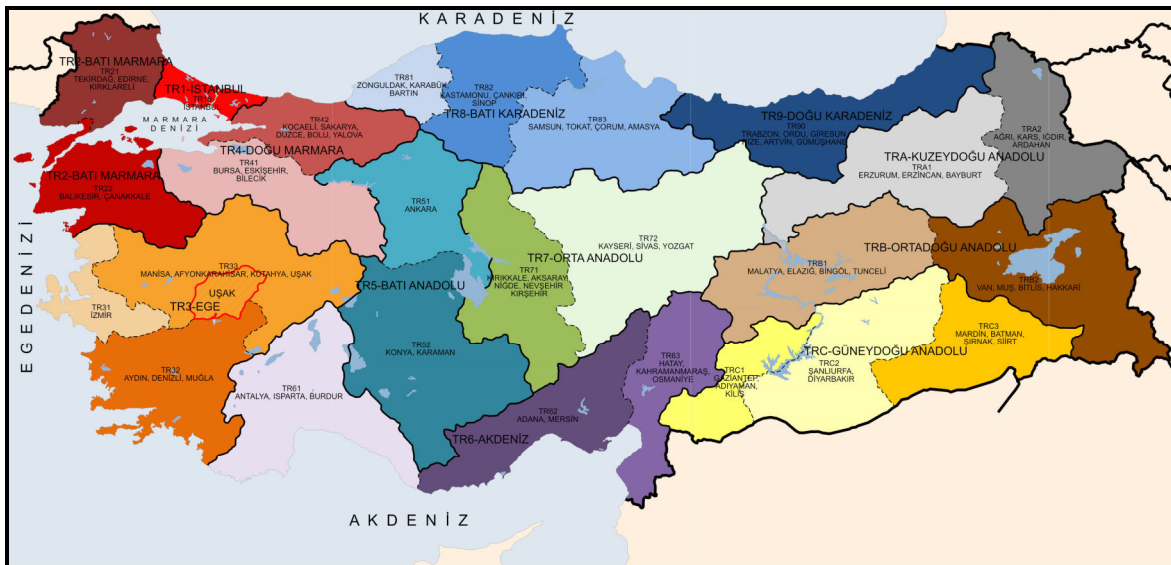 KARADENİZ
TR2-BATI MARMARA
TR21
TEKİRDAĞ, EDİRNE,
KIRKLARELİ
TR1-İSTANBUL
TR10
İSTANBUL
MARMARA
DENİZİ
TR81
ZONGULDAK, KARABÜK,
BARTIN
TR82
KASTAMONU, ÇANKIRI,
SİNOP
TR8-BATI KARADENİZ
TR83
SAMSUN, TOKAT, ÇORUM, AMASYA
TR9-DOĞU KARADENİZ
TR90
TRABZON, ORDU, GİRESUN
RİZE, ARTVİN, GÜMÜŞHANE
TRA2
AĞRI, KARS, IĞDIR,
ARDAHAN
TR42
KOCAELİ, SAKARYA,
DÜZCE, BOLU, YALOVA
TR4-DOĞU MARMARA
TR41
BURSA, ESKİŞEHİR,
BİLECİK
TRA-KUZEYDOĞU ANADOLU
TRA1
ERZURUM, ERZİNCAN, BAYBURT
TR2-BATI MARMARA
TR22
BALIKESİR, ÇANAKKALE
TR51
ANKARA
TR72
KAYSERİ, SİVAS, YOZGAT
TR7-ORTA ANADOLU
TR71
KIRIKKALE, AKSARAY
NİĞDE, NEVŞEHİR
KIRŞEHİR
TRB-ORTADOĞU ANADOLU
TRB1
MALATYA, ELAZIĞ, BİNGÖL, TUNCELİ
TRB2
VAN, MUŞ, BİTLİS, HAKKARİ
EGEDENİZİ
TR33
MANİSA, AFYONKARAHİSAR, KÜTAHYA, UŞAK
UŞAK
TR3-EGE
TR31
İZMİR
TR5-BATI ANADOLU
TR52
KONYA, KARAMAN
TR32
AYDIN, DENİZLİ, MUĞLA
TR61
ANTALYA, ISPARTA, BURDUR
TR63
HATAY,
KAHRAMANMARAŞ,
OSMANİYE
TR62
ADANA, MERSİN
TR6-AKDENİZ
TRC1
GAZİANTEP,
ADIYAMAN,
KİLİS
TRC-GÜNEYDOĞU ANADOLU
TRC2
ŞANLIURFA,
DİYARBAKIR
TRC3
MARDİN, BATMAN,
ŞIRNAK, SİİRT
AKDENİZ